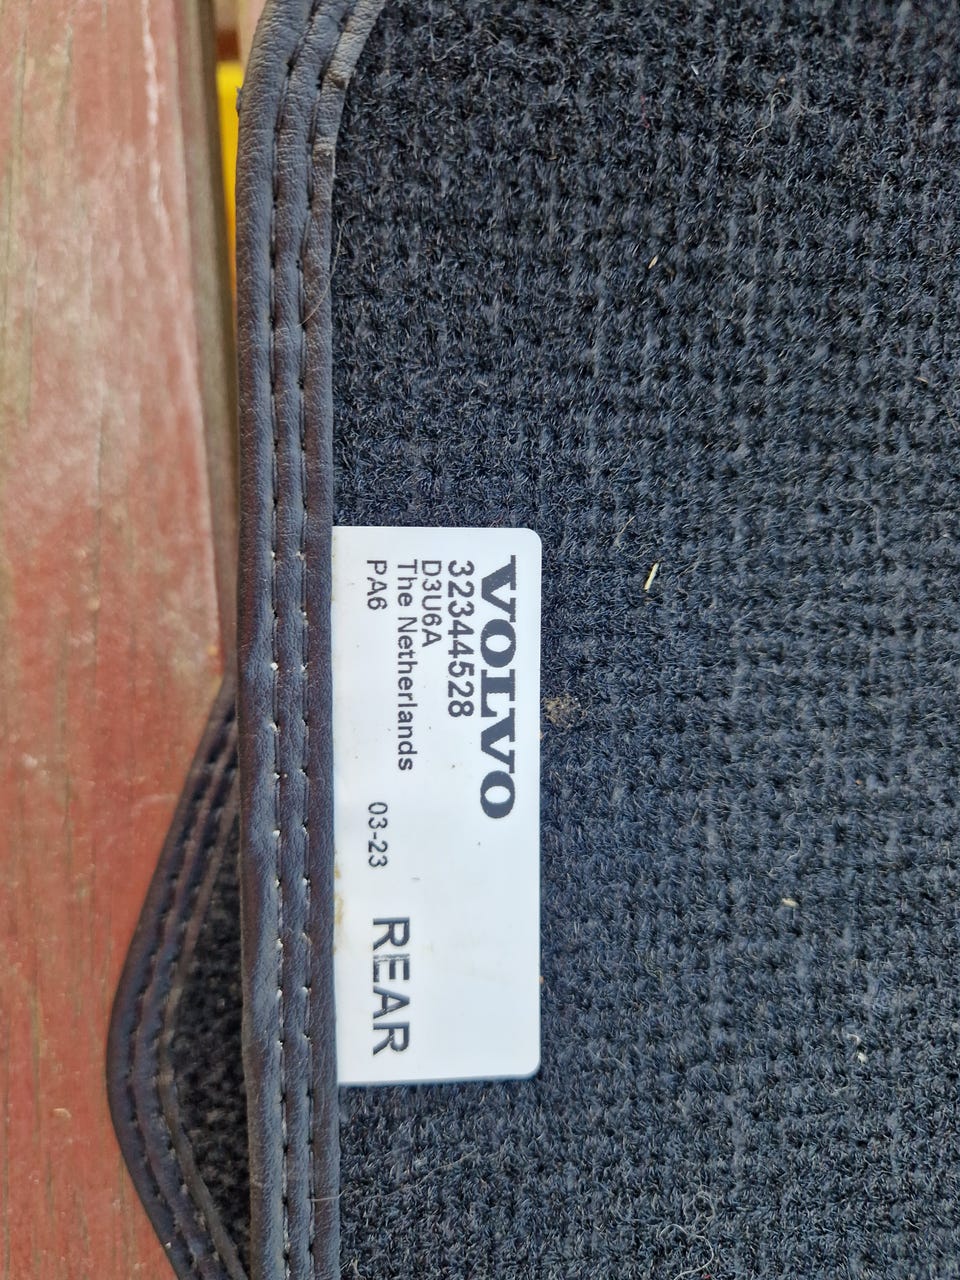 VOLVO
32344528
D3U6A
The Netherlands
PA6
03-23
REAR